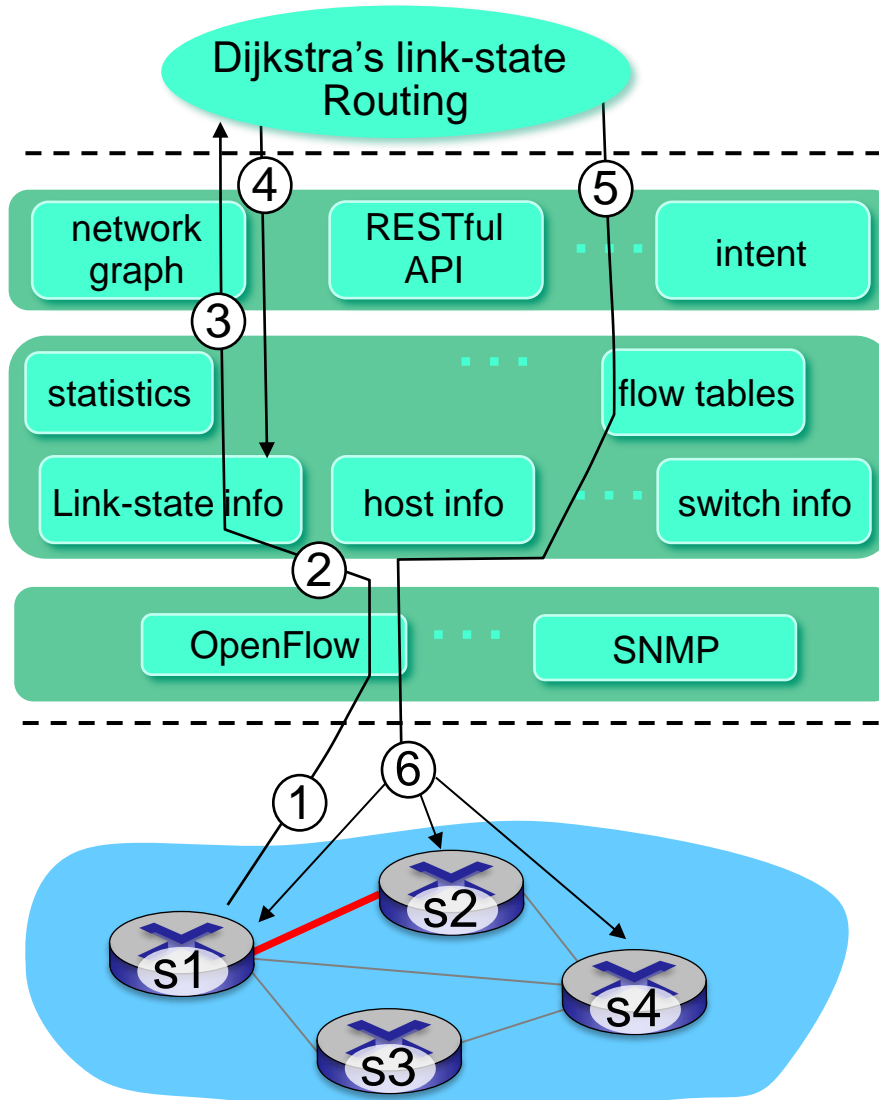 Dijkstra's link-state
Routing
4
5
network
graph
RESTful
API
. . .
intent
3
statistics
. . .
flow tables
Link-state info
host info
. . .
switch info
2
OpenFlow
. . .
SNMP
1
6
s2
s1
s4
s3